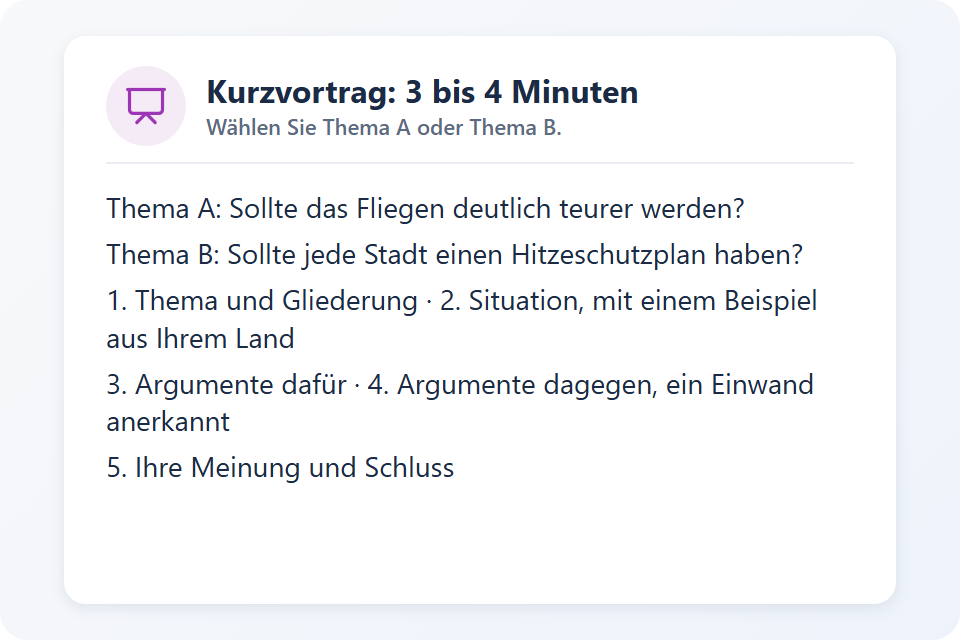 Kurzvortrag: 3 bis 4 Minuten
Wählen Sie Thema A oder Thema B.
Thema A: Sollte das Fliegen deutlich teurer werden?
Thema B: Sollte jede Stadt einen Hitzeschutzplan haben?
1. Thema und Gliederung · 2. Situation, mit einem Beispiel
aus Ihrem Land
3. Argumente dafür · 4. Argumente dagegen, ein Einwand
anerkannt
5. Ihre Meinung und Schluss